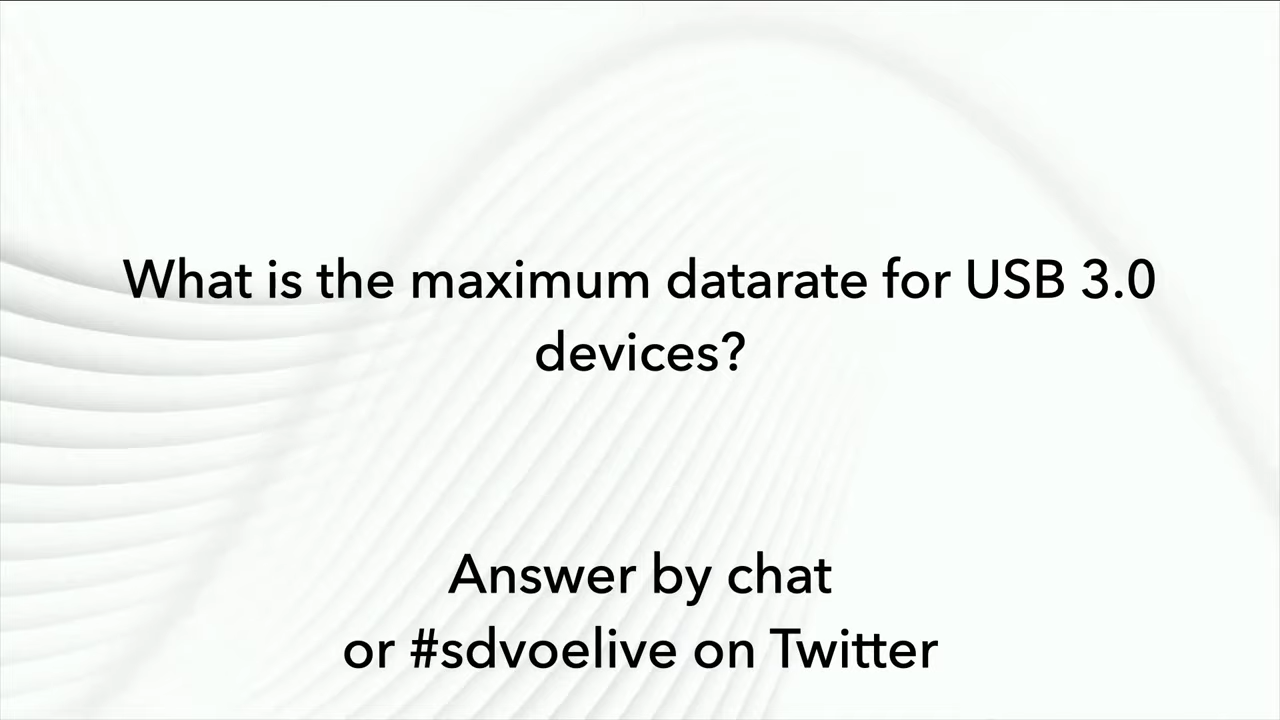 What is the maximum datarate for USB 3.0
devices?
Answer by chat
or #sdvoelive on Twitter